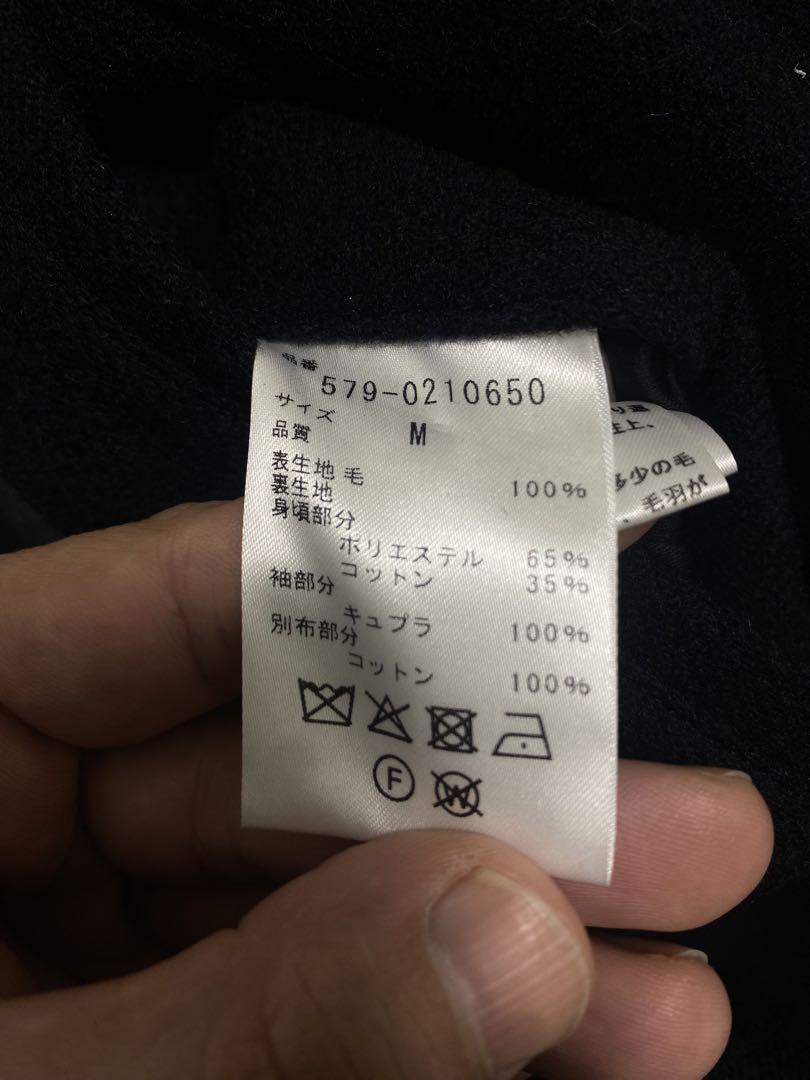 品番
579-0210650
サイズ
M
品質
表生地 毛 100%
裏生地
身頃部分
ポリエステル 65%
コットン 35%
袖部分
キュプラ 100%
別布部分
コットン 100%
F
W
多少の毛
、毛羽が